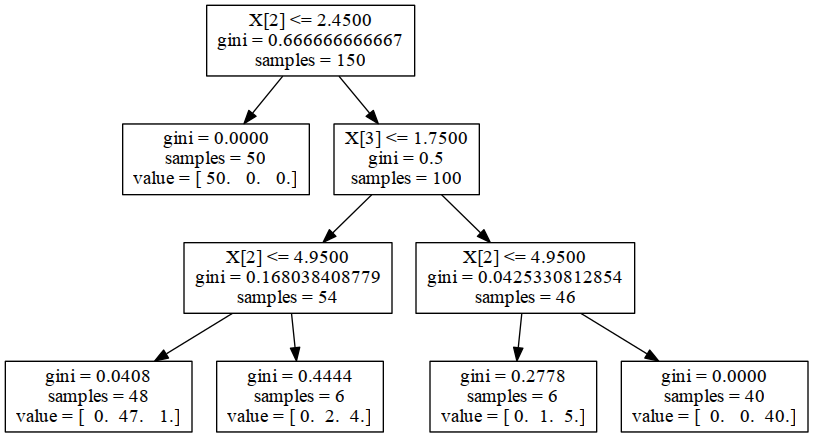 X[2] <= 2.4500
gini = 0.666666666667
samples = 150
gini = 0.0000
samples = 50
value = [ 50. 0. 0.]
X[3] <= 1.7500
gini = 0.5
samples = 100
X[2] <= 4.9500
gini = 0.168038408779
samples = 54
X[2] <= 4.9500
gini = 0.0425330812854
samples = 46
gini = 0.0408
samples = 48
value = [ 0. 47. 1.]
gini = 0.4444
samples = 6
value = [ 0. 2. 4.]
gini = 0.2778
samples = 6
value = [ 0. 1. 5.]
gini = 0.0000
samples = 40
value = [ 0. 0. 40.]